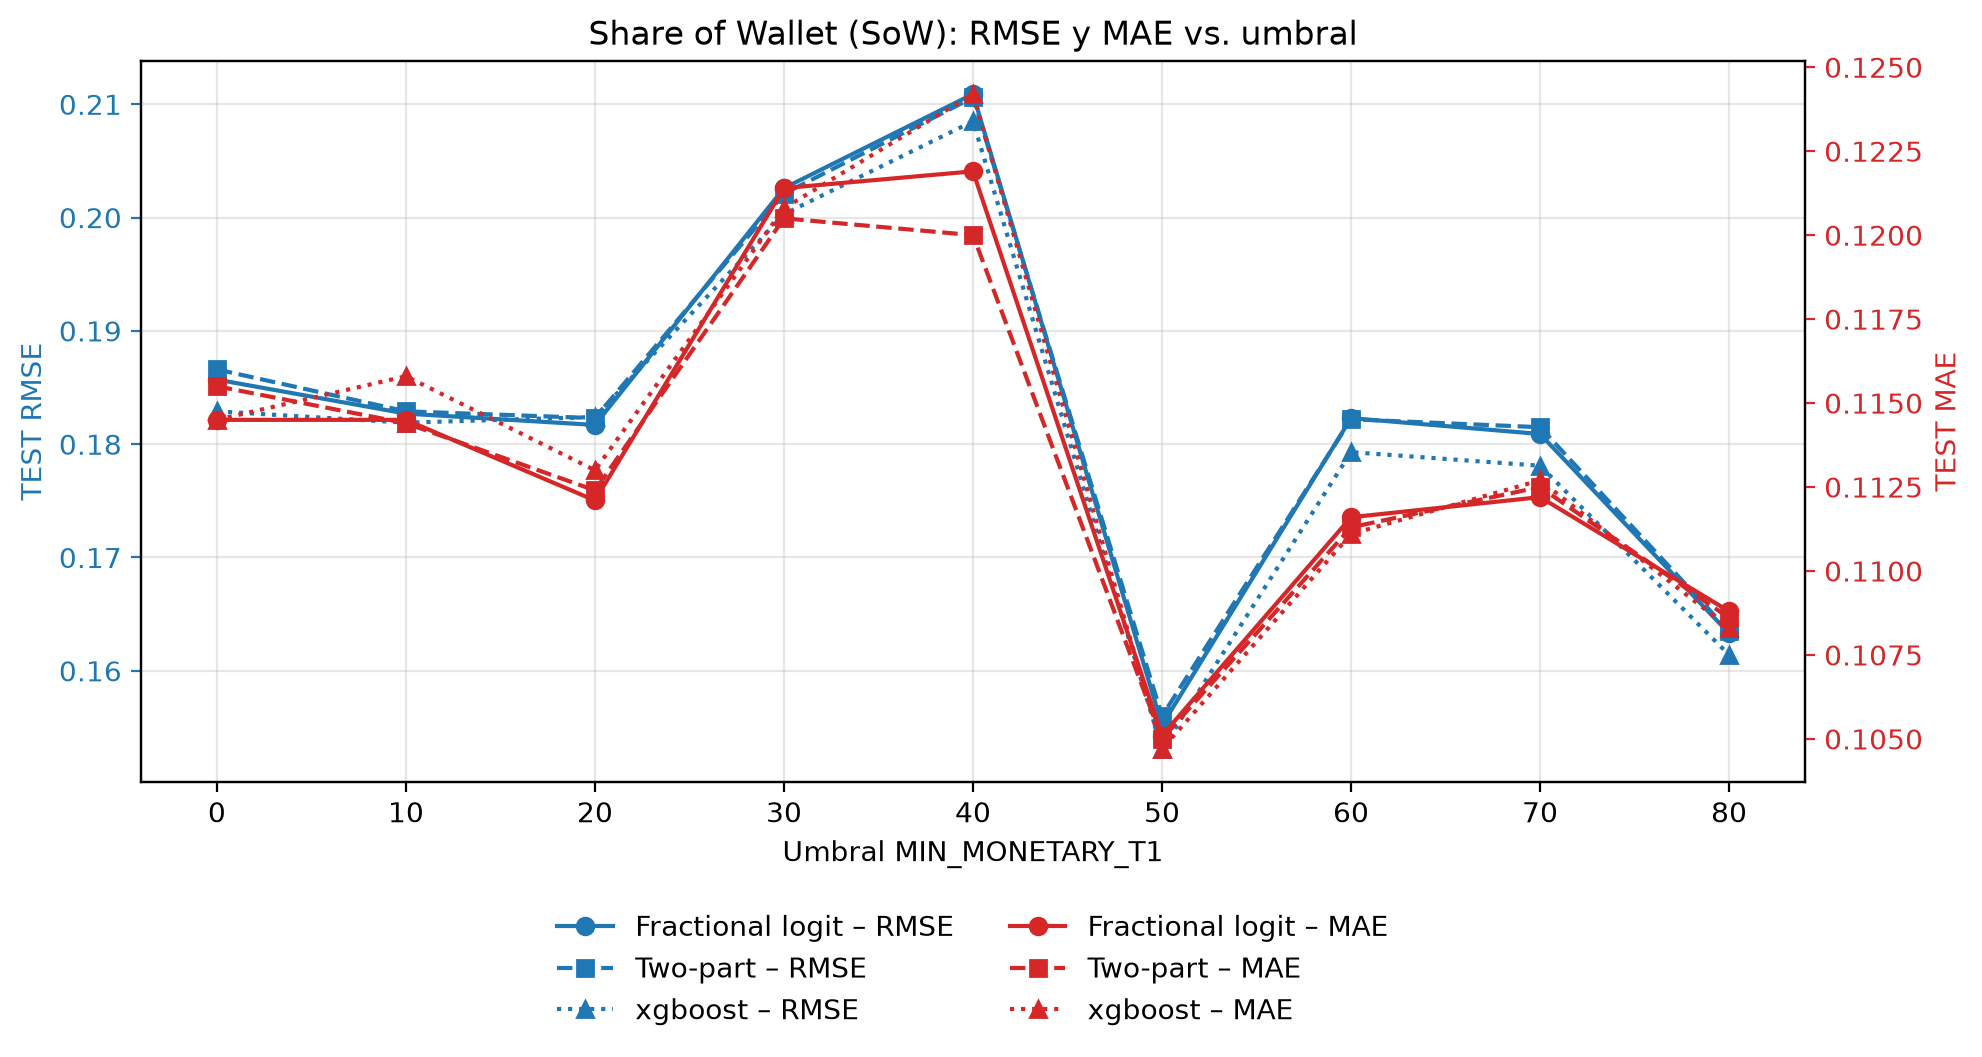 Share of Wallet (SoW): RMSE y MAE vs. umbral
TEST RMSE
0.21
0.20
0.19
0.18
0.17
0.16
0.1250
0.1225
0.1200
0.1175
0.1150
0.1125
0.1100
0.1075
0.1050
TEST MAE
0 10 20 30 40 50 60 70 80
Umbral MIN_MONETARY_T1
Fractional logit – RMSE
Two-part – RMSE
xgboost – RMSE
Fractional logit – MAE
Two-part – MAE
xgboost – MAE